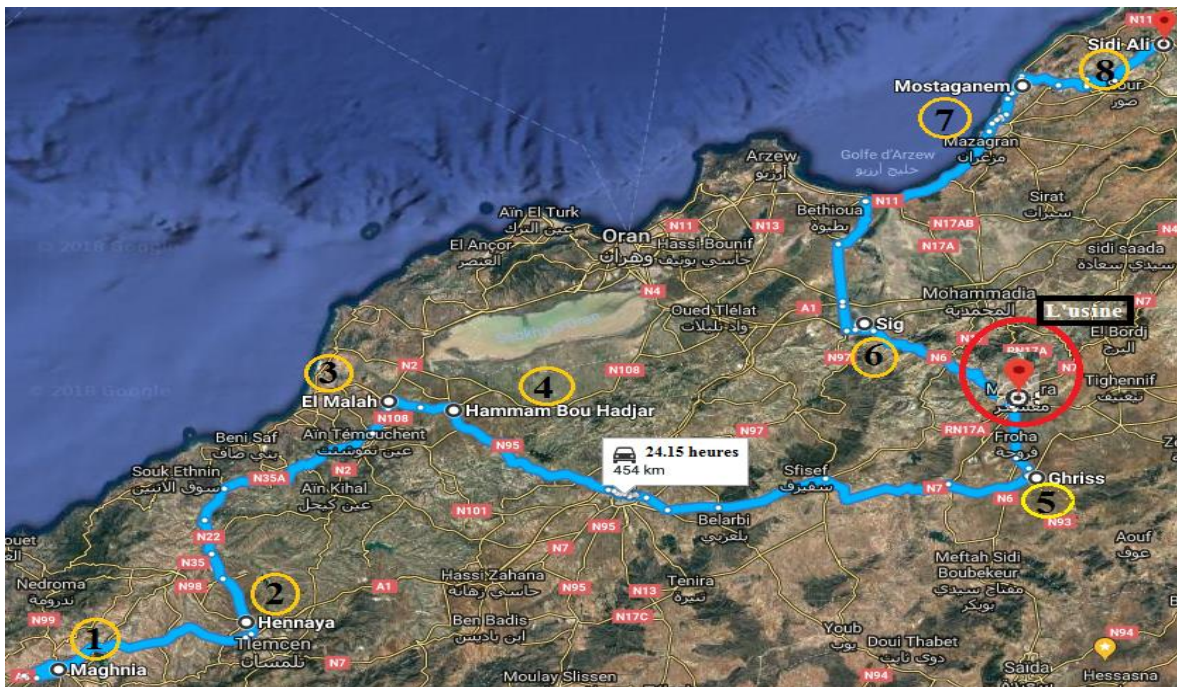 N11
Sidi Ali
8
صور
Mostaganem
7
Mazagran
مزغران
Arzew
أرزيو
Golfe d'Arzew
خليج أرزيو
N11
Bethioua
بطيوة
N17AB
N17A
Sirat
سيرات
sidi saada
سيدي سعادة
Aïn El Turk
عين الترك
El Ançor
العنصر
Oran
وهران
N11
N13
Hassi Bounif
حاسي بونيف
N4
Oued Tlélat
واد تليلات
A1
Mohammadia
المحمدية
N7
L'usine
El Bordj
البرج
Sig
6
N97
N6
RN17A
N7
Tighennif
تيغنيف
معسكر
3
N2
N108
4
El Malah
Hammam Bou Hadjar
N108
Aïn Témouchent
عين تموشنت
Beni Saf
بني صاف
N95
N97
RN17A
Froha
فروحة
24.15 heures
454 km
Sfisef
سفيزف
Ghriss
5
N7
N6
N93
Souk Ethnin
سوق الاثنين
N35A
N2
Aïn Kihal
عين كيحل
N101
N95
Belarbi
بلعربي
N7
N22
N35
N98
A1
Hassi Zahana
حاسي زهانة
N95
Tenira
تنيرة
N13
N17C
Meftah Sidi
Boubekeur
مفتاح سيدي
بوبكر
Aouf
عوف
Nedroma
ندرومة
N99
2
Hennaya
Tlemcen
تلمسان
N7
Ben Badis
ابن باديس
Youb
يوب
Doui Thabet
دوي ثابت
N94
1
Maghnia
Moulay Slissen
N94
Saïda
سعيدة
Hessasna
© 2018 Google